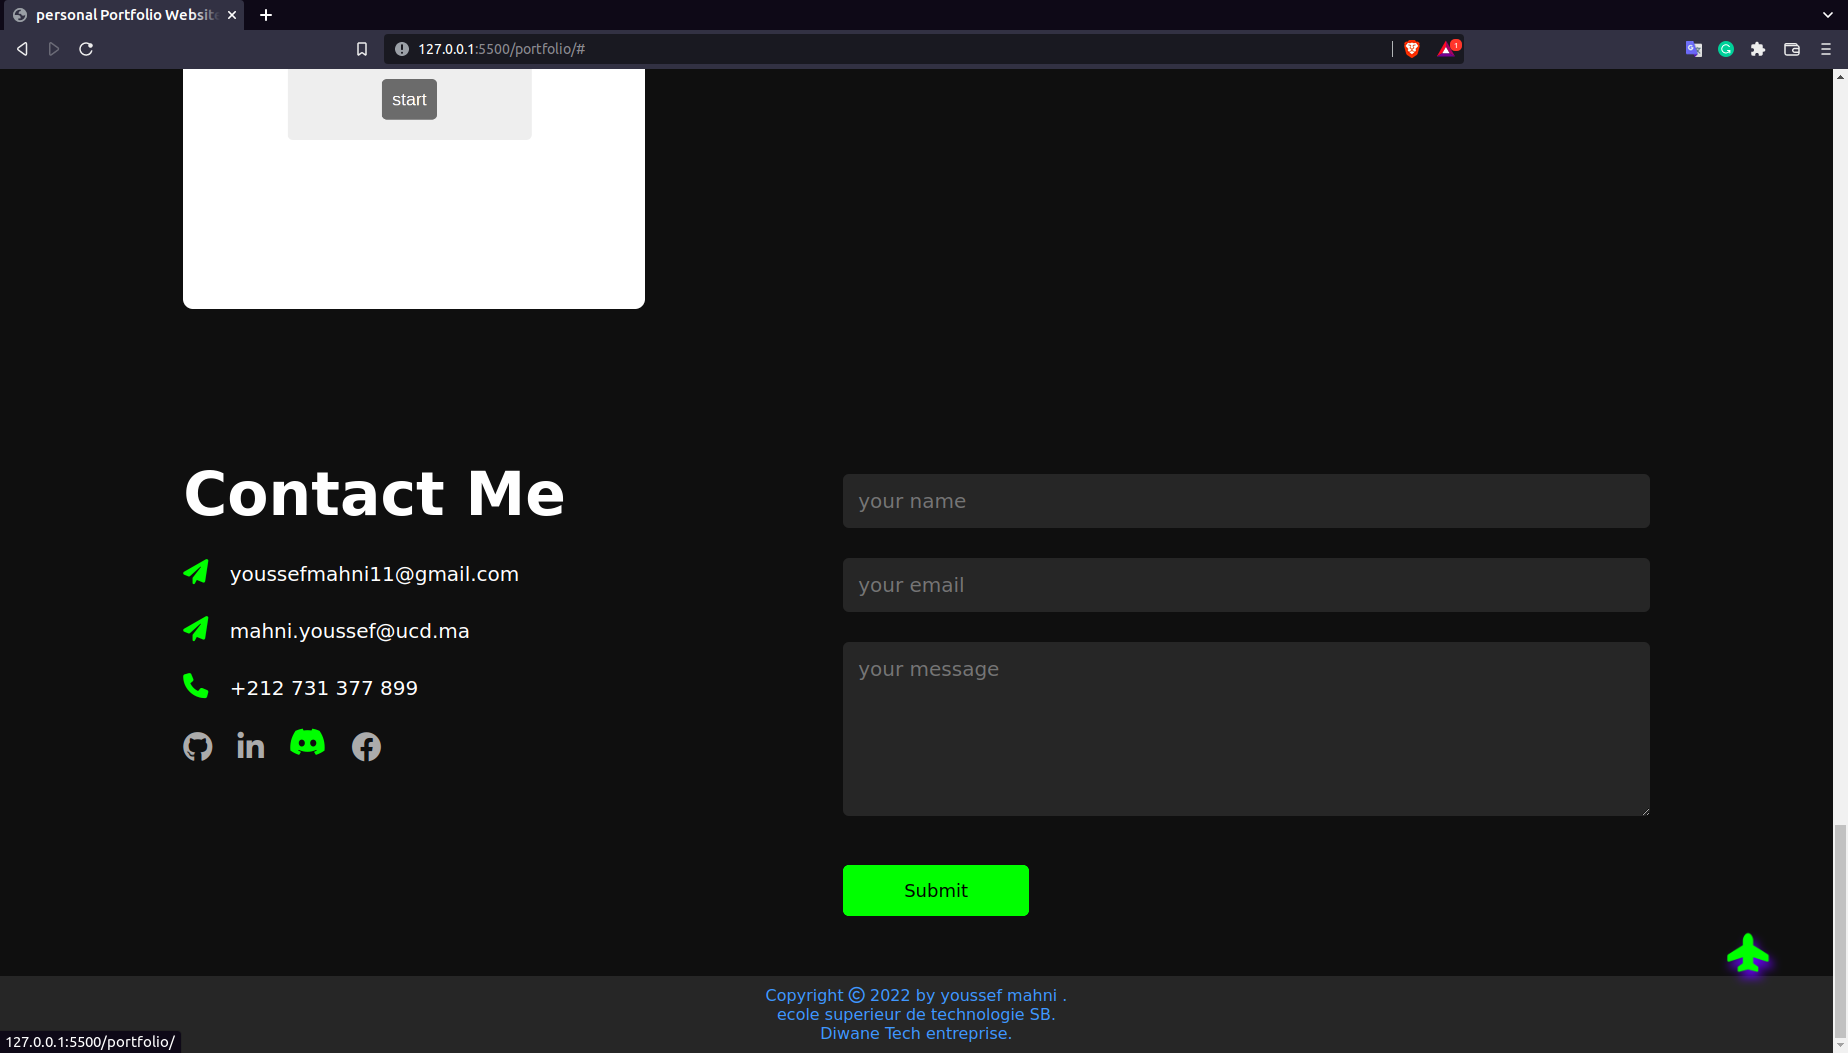 personal Portfolio Websit
127.0.0.1:5500/portfolio/#
1
start
Contact Me
youssefmahni11@gmail.com
mahni.youssef@ucd.ma
+212 731 377 899
your name
your email
your message
Submit
Copyright © 2022 by youssef mahni .
ecole superieur de technologie SB.
Diwane Tech entreprise.
127.0.0.1:5500/portfolio/